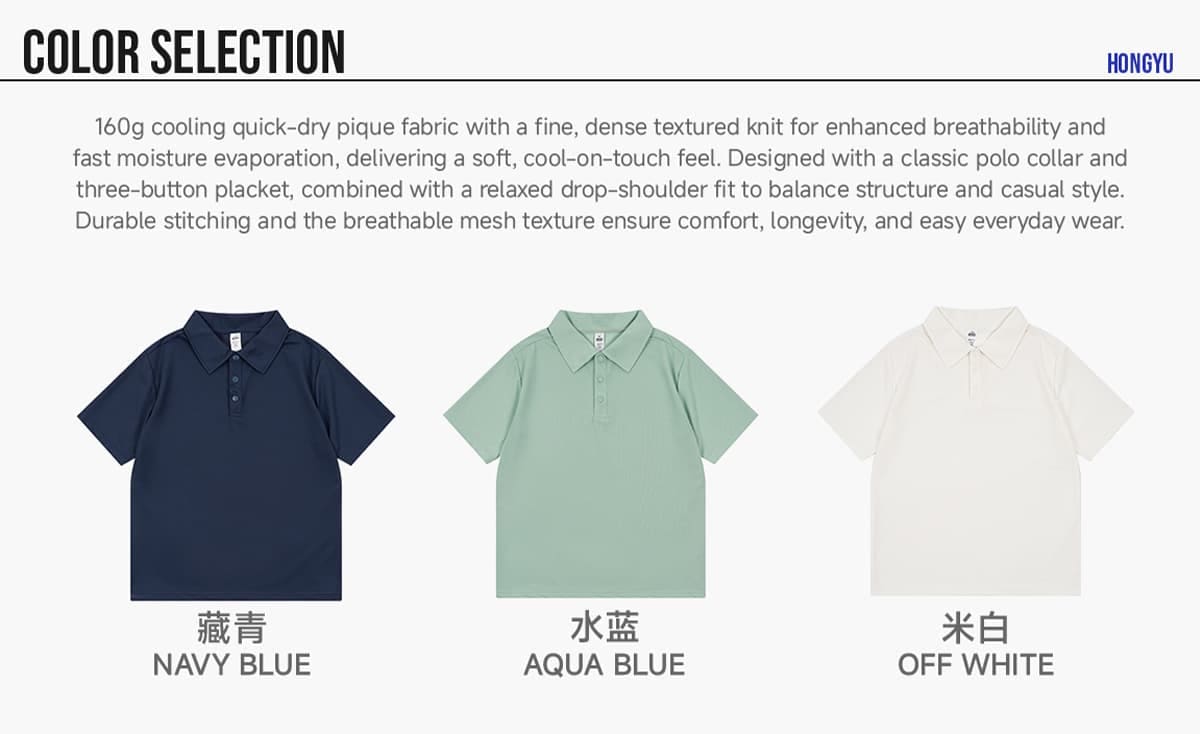 COLOR SELECTION
HONGYU
160g cooling quick-dry pique fabric with a fine, dense textured knit for enhanced breathability and
fast moisture evaporation, delivering a soft, cool-on-touch feel. Designed with a classic polo collar and
three-button placket, combined with a relaxed drop-shoulder fit to balance structure and casual style.
Durable stitching and the breathable mesh texture ensure comfort, longevity, and easy everyday wear.
藏青
NAVY BLUE
水蓝
AQUA BLUE
米白
OFF WHITE